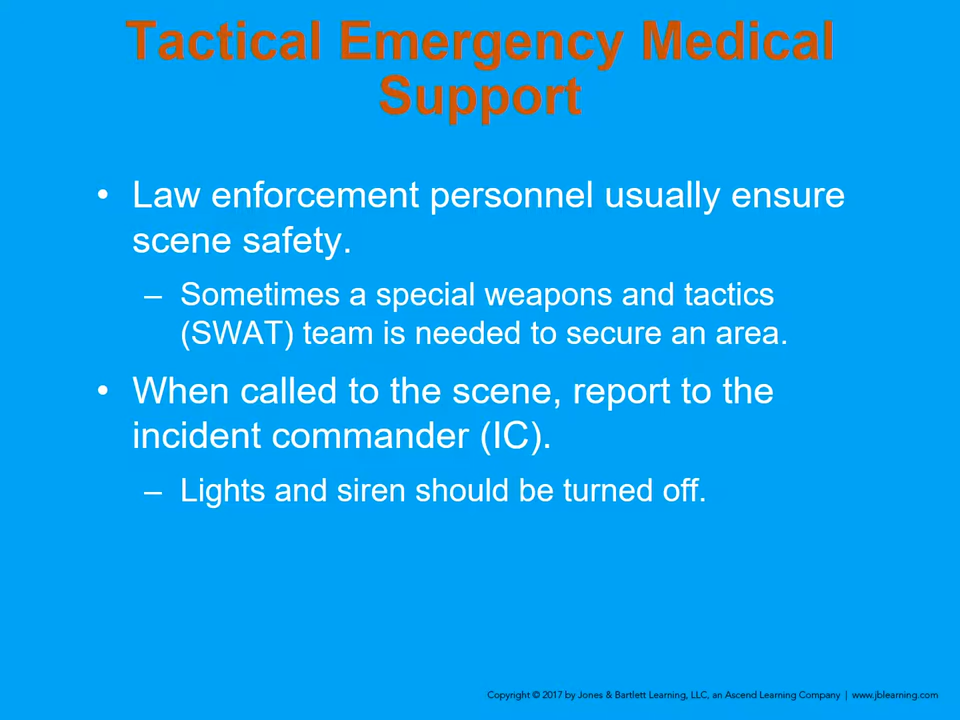 Tactical Emergency Medical
Support
• Law enforcement personnel usually ensure
scene safety.
– Sometimes a special weapons and tactics
(SWAT) team is needed to secure an area.
• When called to the scene, report to the
incident commander (IC).
– Lights and siren should be turned off.
Copyright © 2017 by Jones & Bartlett Learning, LLC, an Ascend Learning Company | www.jblearning.com